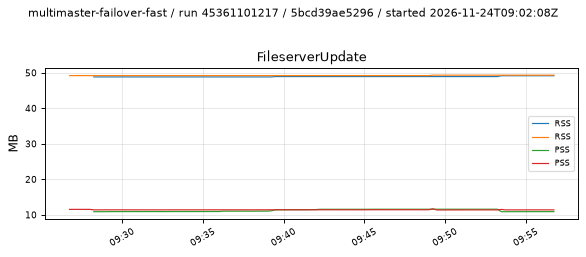 multimaster-failover-fast / run 45361101217 / 5bcd39ae5296 / started 2026-11-24T09:02:08Z
FileserverUpdate
50
40
30
20
10
MB
RSS
RSS
PSS
PSS
09:30
09:35
09:40
09:45
09:50
09:55